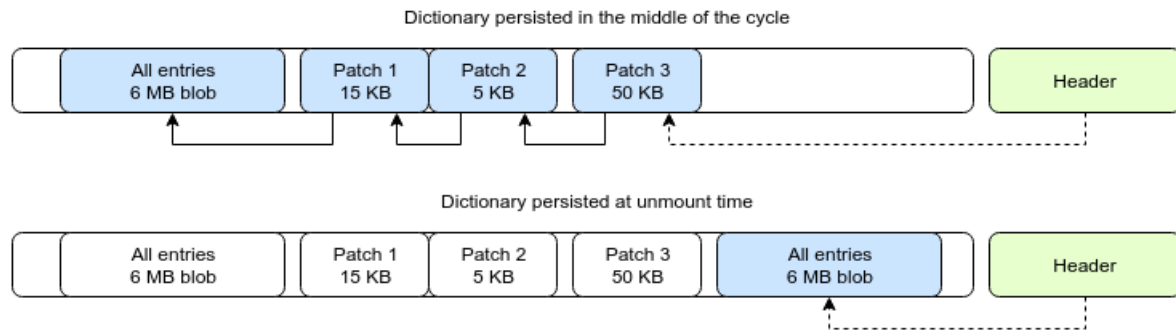 Dictionary persisted in the middle of the cycle
All entries
6 MB blob
Patch 1
15 KB
Patch 2
5 KB
Patch 3
50 KB
Header
Dictionary persisted at unmount time
All entries
6 MB blob
Patch 1
15 KB
Patch 2
5 KB
Patch 3
50 KB
All entries
6 MB blob
Header